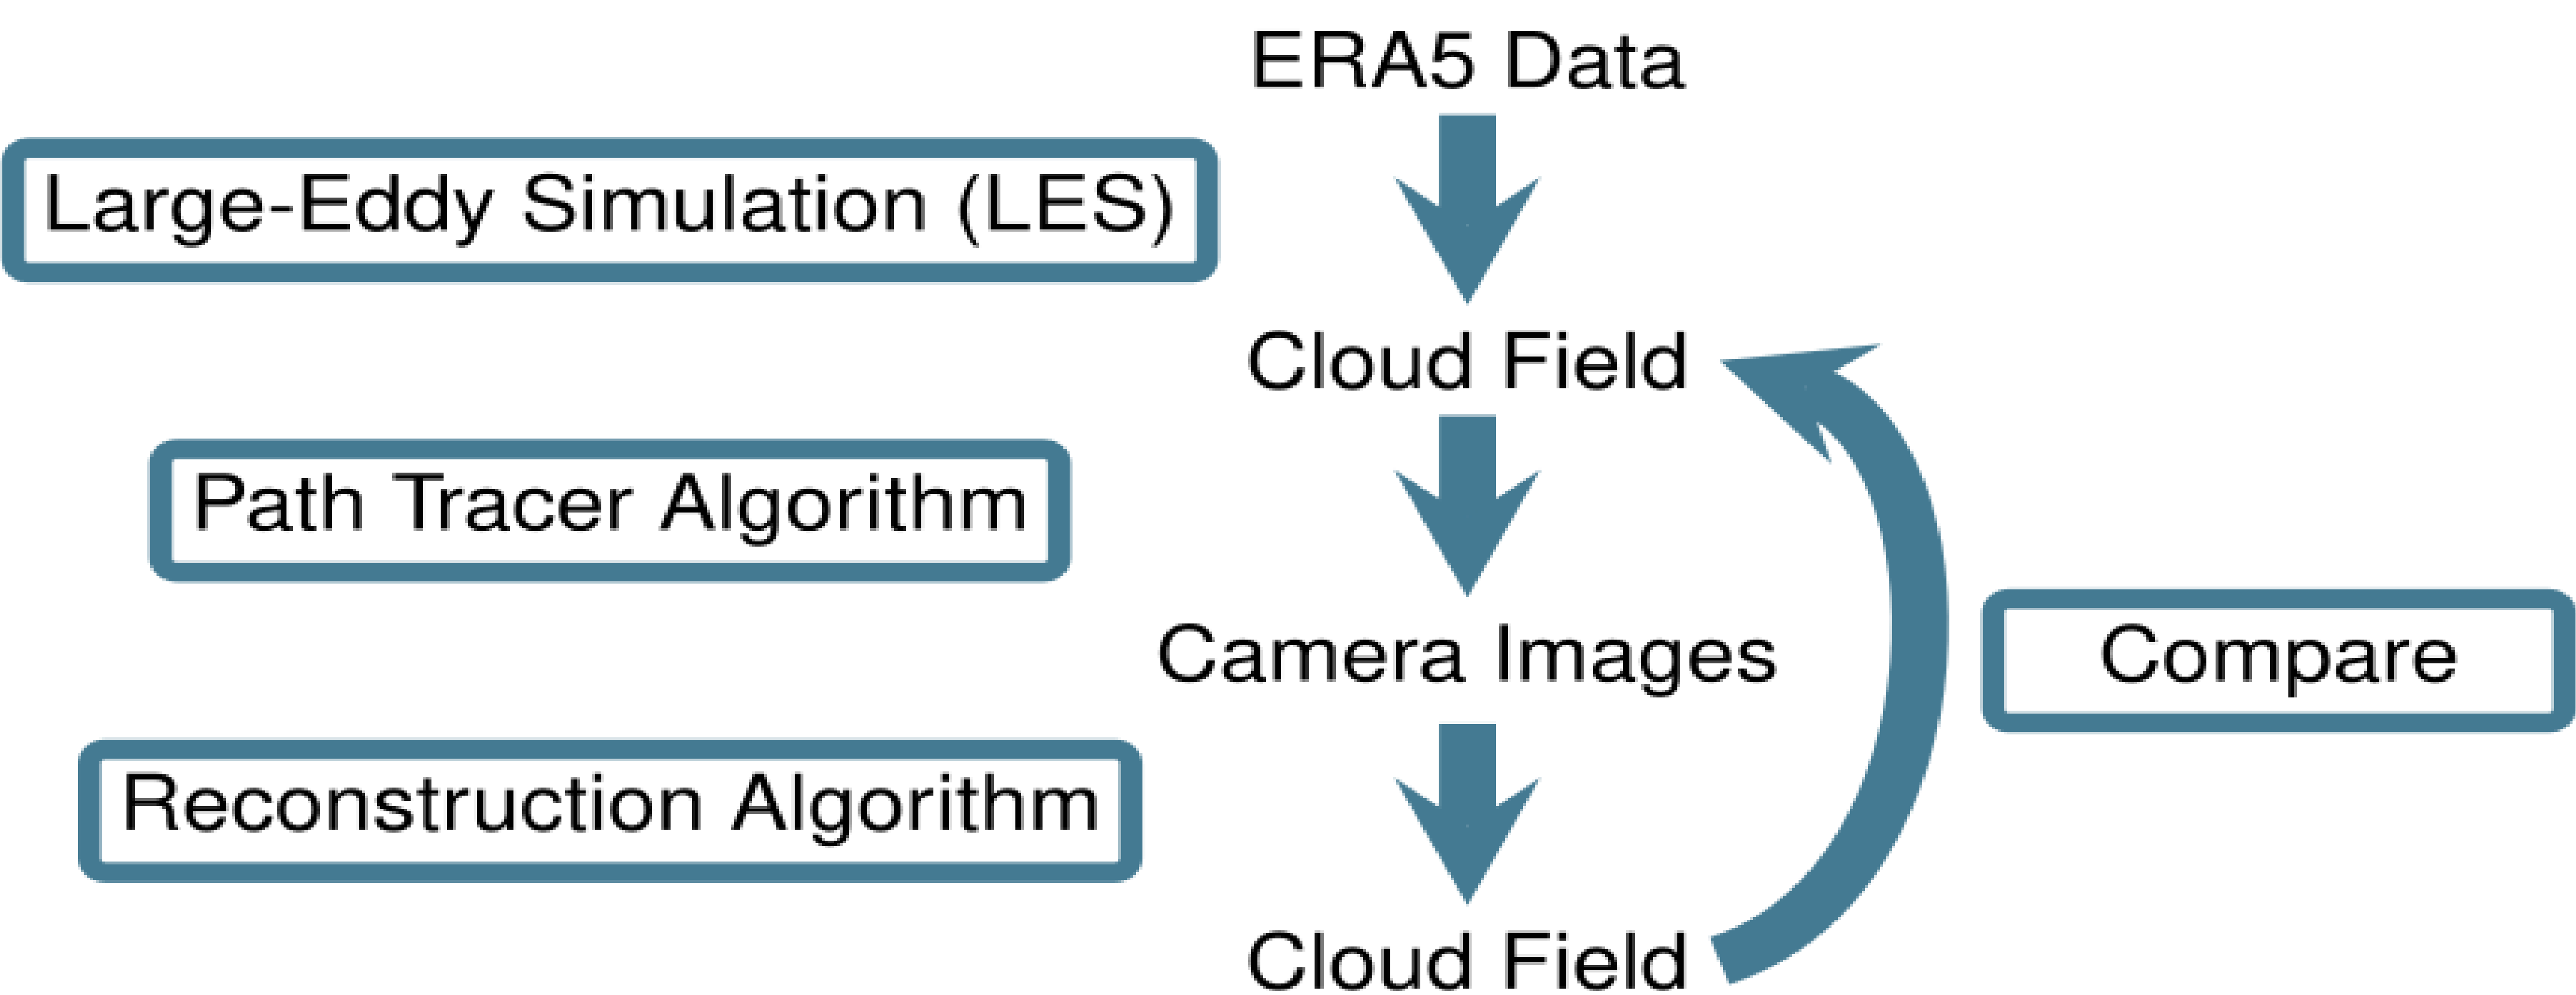 ERA5 Data
Large-Eddy Simulation (LES)
Cloud Field
Path Tracer Algorithm
Camera Images
Compare
Reconstruction Algorithm
Cloud Field